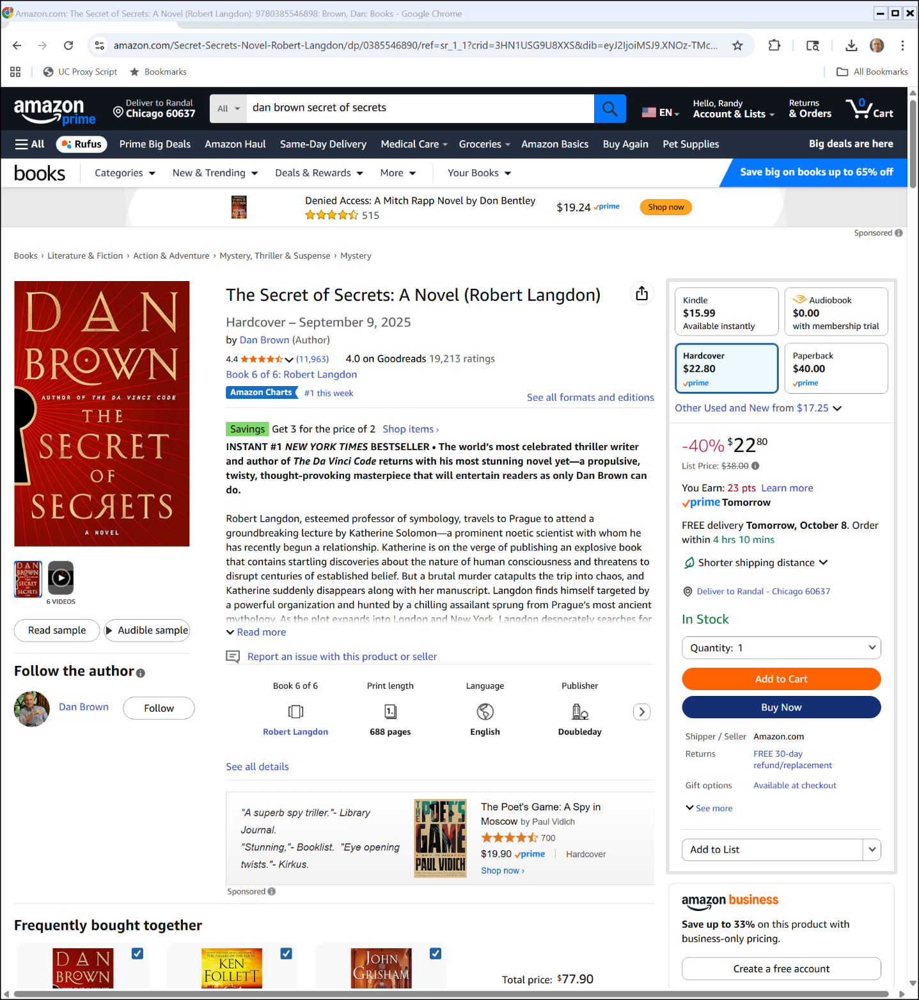 Amazon.com: The Secret of Secrets: A Novel (Robert Langdon): 9780385546898: Brown, Dan: Books - Google Chrome
amazon.com/Secret-Secrets-Novel-Robert-Langdon/dp/0385546890/ref=sr_1_1?crid=3HN1USG9U8XXS&dib=eyJ2IjoiMSJ9.XNOz-TMc...
UC Proxy Script
Bookmarks
All Bookmarks
amazon prime
Deliver to Randal
Chicago 60637
All
dan brown secret of secrets
EN
Hello, Randy
Account & Lists
Returns
& Orders
0
Cart
All
Rufus
Prime Big Deals
Amazon Haul
Same-Day Delivery
Medical Care
Groceries
Amazon Basics
Buy Again
Pet Supplies
Big deals are here
books
Categories
New & Trending
Deals & Rewards
More
Your Books
Save big on books up to 65% off
VINCE
FLYNN
DENIED
ACCESS
Denied Access: A Mitch Rapp Novel by Don Bentley
515
$19.24 prime
Shop now
Sponsored
Books › Literature & Fiction › Action & Adventure › Mystery, Thriller & Suspense › Mystery
DAN
BROWN
AUTHOR OF THE DA VINCI CODE
THE
SECRET
OF
SECRETS
A NOVEL
DAN
BROWN
THE
SECRET
OF
SECRETS
6 VIDEOS
Read sample
Audible sample
Follow the author
Dan Brown
Follow
The Secret of Secrets: A Novel (Robert Langdon)
Hardcover – September 9, 2025
by Dan Brown (Author)
4.4 (11,963) 4.0 on Goodreads 19,213 ratings
Book 6 of 6: Robert Langdon
Amazon Charts #1 this week
See all formats and editions
Savings Get 3 for the price of 2 Shop items ›
INSTANT #1 NEW YORK TIMES BESTSELLER • The world’s most celebrated thriller writer
and author of The Da Vinci Code returns with his most stunning novel yet—a propulsive,
twisty, thought-provoking masterpiece that will entertain readers as only Dan Brown can
do.
Robert Langdon, esteemed professor of symbology, travels to Prague to attend a
groundbreaking lecture by Katherine Solomon—a prominent noetic scientist with whom he
has recently begun a relationship. Katherine is on the verge of publishing an explosive book
that contains startling discoveries about the nature of human consciousness and threatens to
disrupt centuries of established belief. But a brutal murder catapults the trip into chaos, and
Katherine suddenly disappears along with her manuscript. Langdon finds himself targeted by
a powerful organization and hunted by a chilling assailant sprung from Prague’s most ancient
mythology. As the plot expands into London and New York, Langdon desperately searches for
Read more
Report an issue with this product or seller
Book 6 of 6
Robert Langdon
Print length
1.
688 pages
Language
English
Publisher
Doubleday
See all details
"A superb spy triller."- Library
Journal.
"Stunning,"- Booklist. "Eye opening
twists."- Kirkus.
THE
POET'S
GAME
A SPY IN MOSCOW
PAUL VIDICH
The Poet's Game: A Spy in
Moscow by Paul Vidich
700
$19.90 prime | Hardcover
Shop now ›
Sponsored
Kindle
$15.99
Available instantly
Audiobook
$0.00
with membership trial
Hardcover
$22.80
prime
Paperback
$40.00
prime
Other Used and New from $17.25
-40% $22 80
List Price: $38.00
You Earn: 23 pts Learn more
prime Tomorrow
FREE delivery Tomorrow, October 8. Order
within 4 hrs 10 mins
Shorter shipping distance
Deliver to Randal - Chicago 60637
In Stock
Quantity: 1
Add to Cart
Buy Now
Shipper / Seller Amazon.com
Returns FREE 30-day
refund/replacement
Gift options Available at checkout
See more
Add to List
amazon business
Save up to 33% on this product with
business-only pricing.
Create a free account
Frequently bought together
DAN
BROWN
KEN
FOLLETT
JOHN
GRISHAM
Total price: $77.90